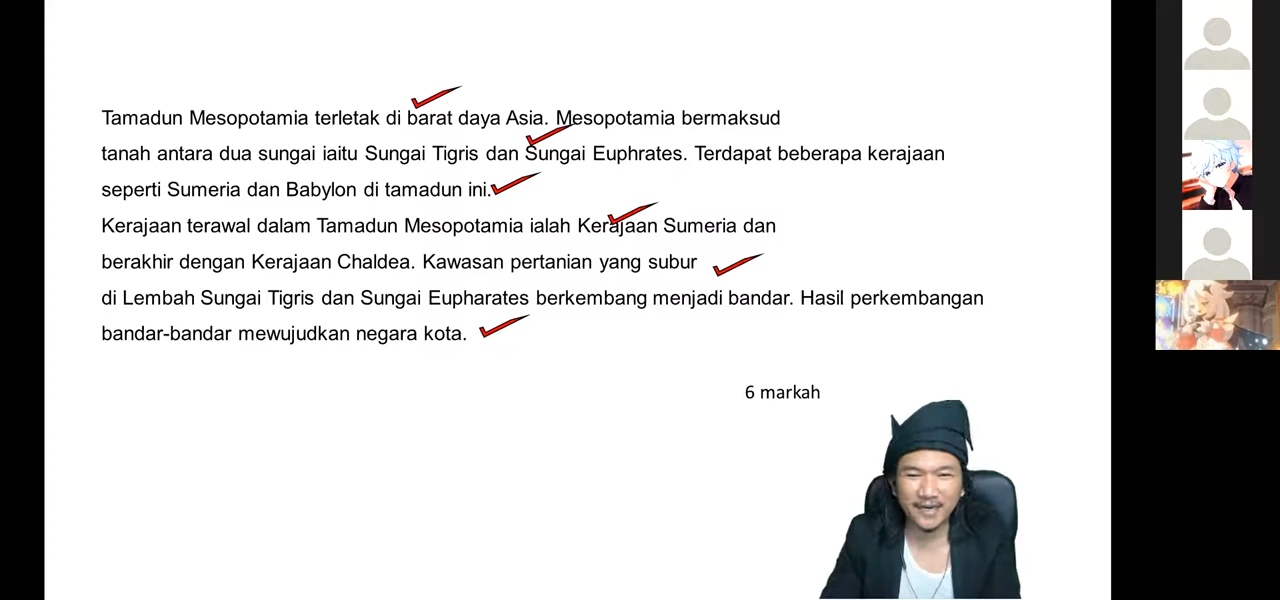 Tamadun Mesopotamia terletak di barat daya Asia. Mesopotamia bermaksud
tanah antara dua sungai iaitu Sungai Tigris dan Sungai Euphrates. Terdapat beberapa kerajaan
seperti Sumeria dan Babylon di tamadun ini.
Kerajaan terawal dalam Tamadun Mesopotamia ialah Kerajaan Sumeria dan
berakhir dengan Kerajaan Chaldea. Kawasan pertanian yang subur
di Lembah Sungai Tigris dan Sungai Eupharates berkembang menjadi bandar. Hasil perkembangan
bandar-bandar mewujudkan negara kota.
6 markah